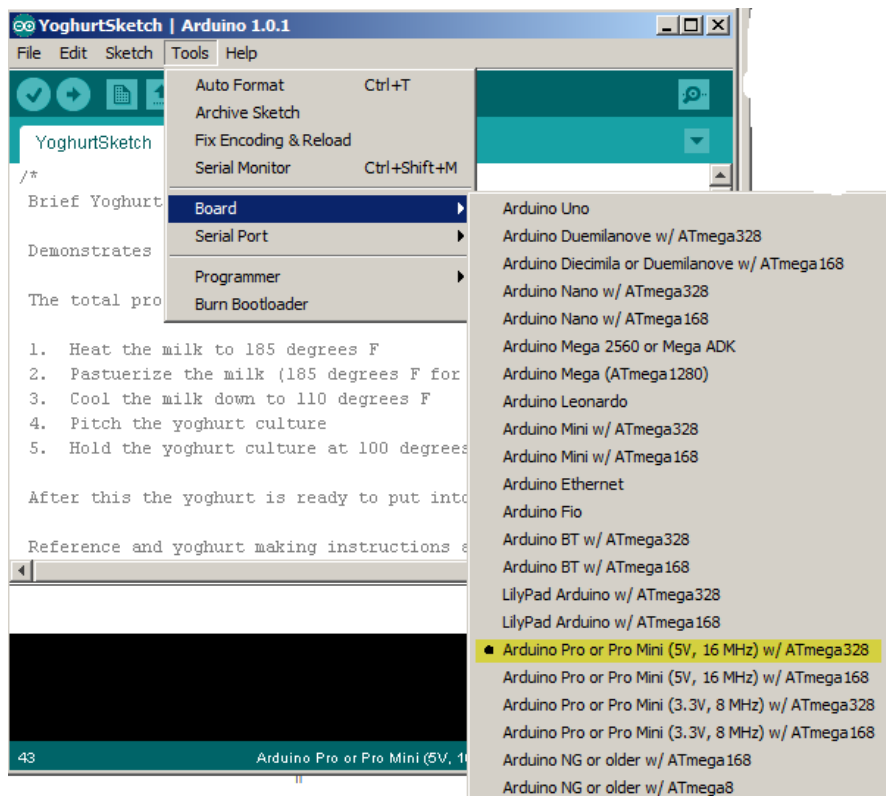 YoghurtSketch | Arduino 1.0.1
File Edit Sketch Tools Help
Auto Format Ctrl+T
Archive Sketch
Fix Encoding & Reload
Serial Monitor Ctrl+Shift+M
Board
Serial Port
Programmer
Burn Bootloader
YoghurtSketch
/*
Brief Yoghurt
Demonstrates
The total pro
1. Heat the milk to 185 degrees F
2. Pastuerize the milk (185 degrees F for
3. Cool the milk down to 110 degrees F
4. Pitch the yoghurt culture
5. Hold the yoghurt culture at 100 degrees
After this the yoghurt is ready to put into
Reference and yoghurt making instructions
Arduino Uno
Arduino Duemilanove w/ ATmega328
Arduino Diecimila or Duemilanove w/ ATmega168
Arduino Nano w/ ATmega328
Arduino Nano w/ ATmega168
Arduino Mega 2560 or Mega ADK
Arduino Mega (ATmega1280)
Arduino Leonardo
Arduino Mini w/ ATmega328
Arduino Mini w/ ATmega168
Arduino Ethernet
Arduino Fio
Arduino BT w/ ATmega328
Arduino BT w/ ATmega168
LilyPad Arduino w/ ATmega328
LilyPad Arduino w/ ATmega168
Arduino Pro or Pro Mini (5V, 16 MHz) w/ ATmega328
Arduino Pro or Pro Mini (5V, 16 MHz) w/ ATmega168
Arduino Pro or Pro Mini (3.3V, 8 MHz) w/ ATmega328
Arduino Pro or Pro Mini (3.3V, 8 MHz) w/ ATmega168
Arduino NG or older w/ ATmega168
Arduino NG or older w/ ATmega8
43 Arduino Pro or Pro Mini (5V, 1